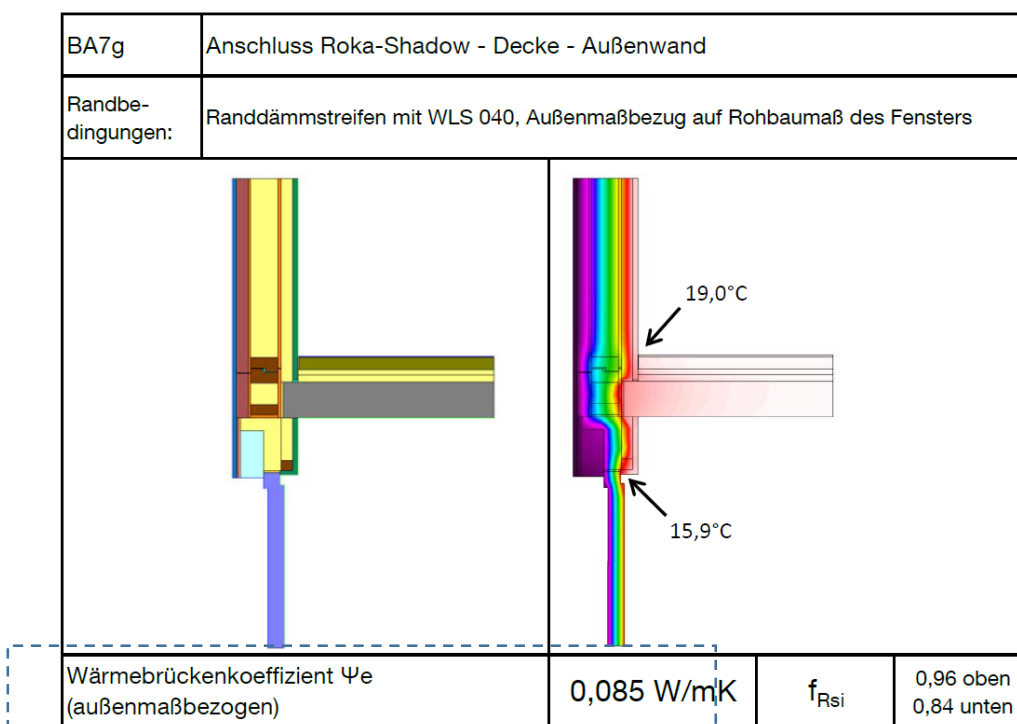 BA7g
Anschluss Roka-Shadow - Decke - Außenwand
Randbe-
dingungen:
Randdämmstreifen mit WLS 040, Außenmaßbezug auf Rohbaumaß des Fensters
19,0°C
15,9°C
Wärmebrückenkoeffizient Ψe
(außenmaßbezogen)
0,085 W/mK
fRsi
0,96 oben
0,84 unten